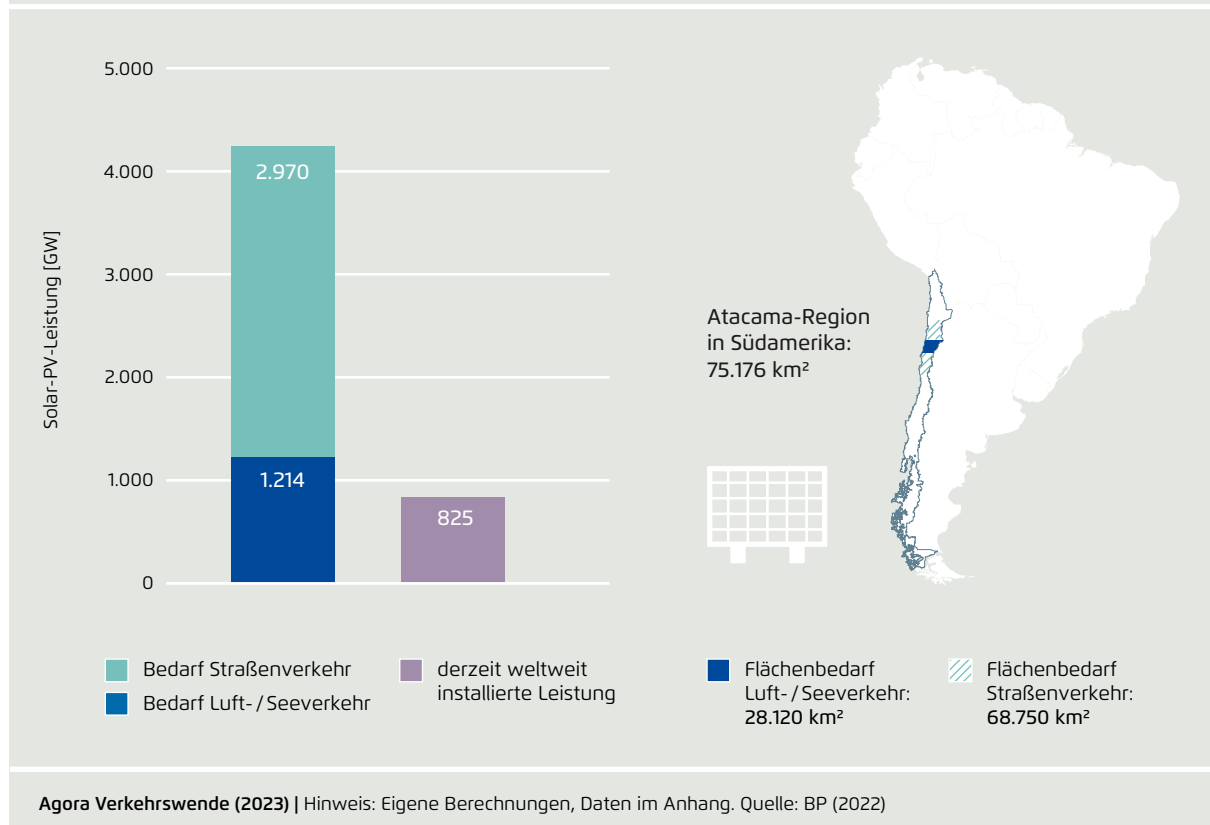 5.000
4.000
3.000
2.000
1.000
0
Solar-PV-Leistung [GW]
2.970
1.214
825
Bedarf Straßenverkehr
Bedarf Luft-/Seeverkehr
derzeit weltweit
installierte Leistung
Atacama-Region
in Südamerika:
75.176 km²
Flächenbedarf
Luft-/Seeverkehr:
28.120 km²
Flächenbedarf
Straßenverkehr:
68.750 km²
Agora Verkehrswende (2023) | Hinweis: Eigene Berechnungen, Daten im Anhang. Quelle: BP (2022)